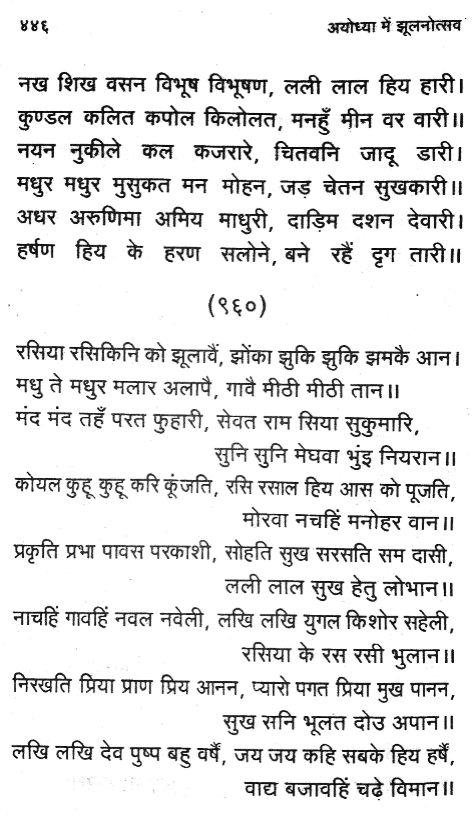 ४४६ अयोध्या में झूलनोत्सव
नख शिख वसन विभूष विभूषण, लली लाल हिय हारी।
कुण्डल कलित कपोल किलोलत, मनहुँ मीन वर वारी॥
नयन नुकीले कल कजरारे, चितवनि जादू डारी।
मधुर मधुर मुसुकत मन मोहन, जड़ चेतन सुखकारी॥
अधर अरुणिमा अमिय माधुरी, दाड़िम दशन देवारी।
हर्षण हिय के हरण सलोने, बने रहैं दृग तारी॥
(९६०)
रसिया रसिकिनि को झूलावैं, झोंका झुकि झुकि झमकै आन।
मधु ते मधुर मलार अलापै, गावै मीठी मीठी तान॥
मंद मंद तहँ परत फुहारी, सेवत राम सिया सुकुमारि,
सुनि सुनि मेघवा भुंइ नियरान॥
कोयल कुहू कुहू करि कूंजति, रसि रसाल हिय आस को पूजति,
मोरवा नचहिं मनोहर वान॥
प्रकृति प्रभा पावस परकाशी, सोहति सुख सरसति सम दासी,
लली लाल सुख हेतु लोभान॥
नाचहिं गावहिं नवल नवेली, लखि लखि युगल किशोर सहेली,
रसिया के रस रसी भुलान॥
निरखति प्रिया प्राण प्रिय आनन, प्यारो पगत प्रिया मुख पानन,
सुख सनि भूलत दोउ अपान॥
लखि लखि देव पुष्प बहु वर्षैं, जय जय कहि सबके हिय हर्षैं,
वाद्य बजावहिं चढ़े विमान॥